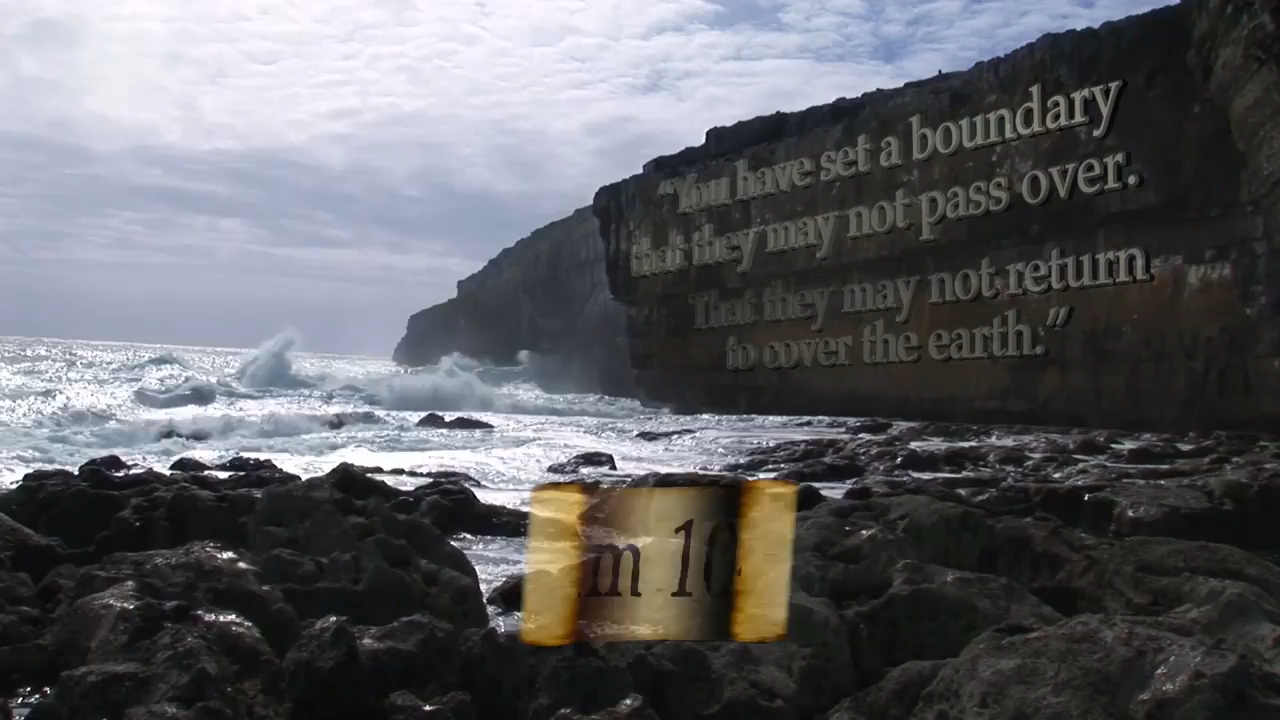 “You have set a boundary
that they may not pass over.
That they may not return
to cover the earth.”
m 10